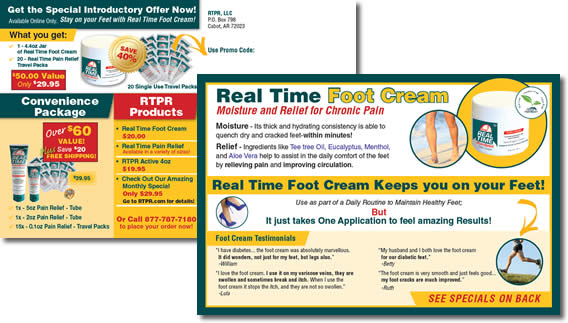 Get the Special Introductory Offer Now!
Available Online Only, Stay on your Feet with Real Time Foot Cream!
What you get:
1 - 4.4oz Jar
of Real Time Foot Cream
20 - Real Time Pain Relief
Travel Packs
$50.00 Value
Only $29.95
REAL
TIME
SAVE
40%
20 Single Use Travel Packs
RTPR, LLC
P.O. Box 798
Cabot, AR 72023
Use Promo Code:
Convenience
Package
Over $60
VALUE!
Plus
Save $20
FREE SHIPPING!
$39.95
1x - 6oz Pain Relief - Tube
1x - 2oz Pain Relief - Tube
15x - 0.1oz Pain Relief - Travel Packs
RTPR
Products
• Real Time Foot Cream
$20.00
• Real Time Pain Relief
Available in a variety of sizes!
• RTPR Active 4oz
$19.95
• Check Out Our Amazing
Monthly Special!
Only $29.95
Go to RTPR.com for details!
Or Call 877-787-7180
to place your order now!
Real Time Foot Cream
Moisture and Relief for Chronic Pain
Moisture - Its thick and hydrating consistency is able to
quench dry and cracked feet-within minutes!
Relief - Ingredients like Tea tree oil, Eucalyptus, Menthol,
and Aloe Vera help to assist in the daily comfort of the feet
by relieving pain and improving circulation.
REAL
TIME
Real Time Foot Cream Keeps you on your Feet!
Use as part of a Daily Routine to Maintain Healthy Feet;
But
It just takes One Application to feel amazing Results!
Foot Cream Testimonials
"I have diabetes... the foot cream was absolutely marvellous.
It did wonders, not just for my feet, but legs also."
-William
"I love the foot cream. I use it on my varicose veins, they are
swollen and sometimes break and itch. When I use the
foot cream it stops the itch, and they are not so swollen."
-Lola
"My husband and I both love the foot cream
for our diabetic feet."
-Betty
"The foot cream is very smooth and just feels good...
my foot cracks are much improved."
-Ruth
SEE SPECIALS ON BACK